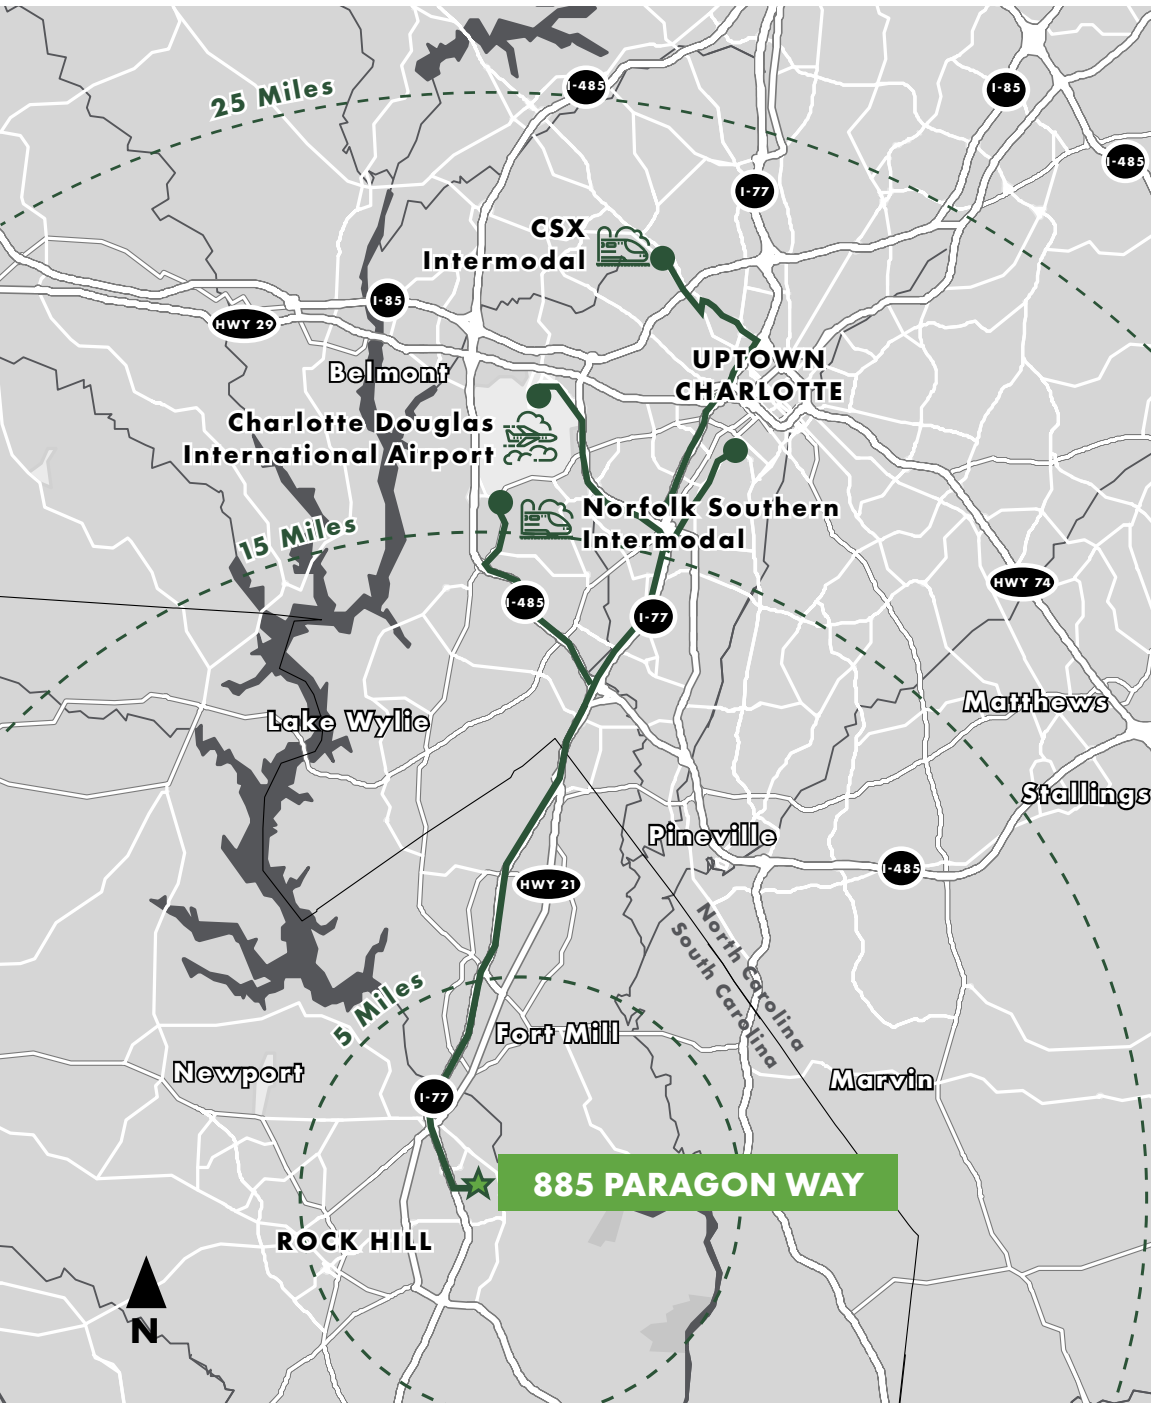 25 Miles
I-485
I-85
I-485
I-77
CSX
Intermodal
I-85
HWY 29
Belmont
UPTOWN
CHARLOTTE
Charlotte Douglas
International Airport
Norfolk Southern
Intermodal
15 Miles
HWY 74
I-485
I-77
Matthews
Lake Wylie
Stallings
Pineville
I-485
HWY 21
North Carolina
South Carolina
5 Miles
Fort Mill
Newport
Marvin
I-77
885 PARAGON WAY
ROCK HILL
N